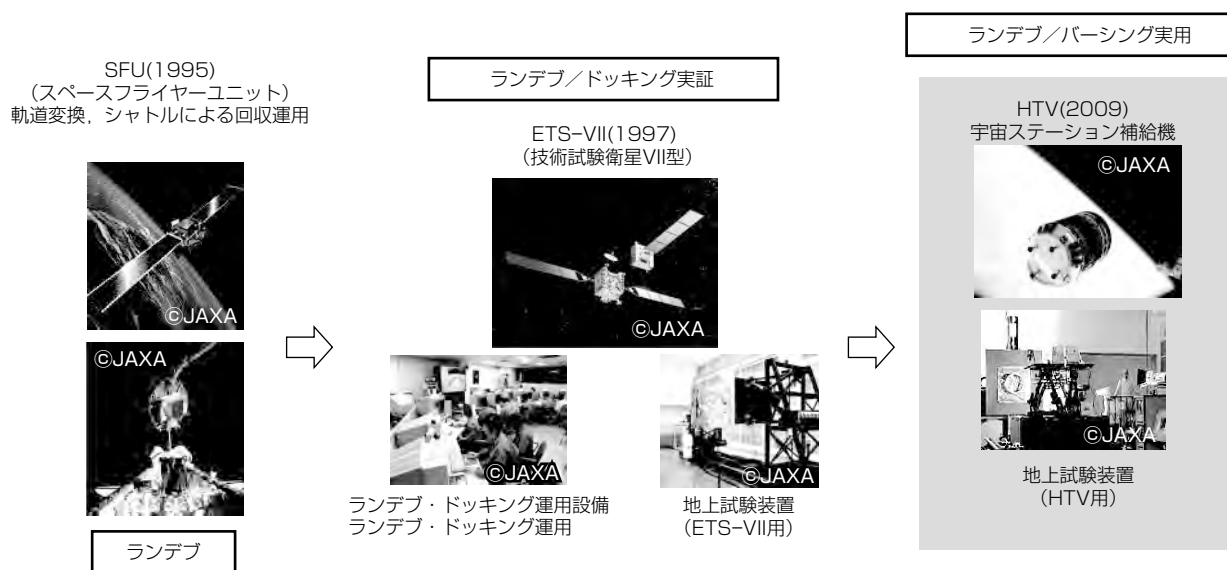 SFU(1995)
（スペースフライヤーユニット）
軌道変換，シャトルによる回収運用
©JAXA
©JAXA
ランデブ
ランデブ／ドッキング実証
ETS−VII(1997)
（技術試験衛星VII型）
©JAXA
©JAXA
ランデブ・ドッキング運用設備
ランデブ・ドッキング運用
©JAXA
地上試験装置
（ETS−VII用）
ランデブ／バーシング実用
HTV(2009)
宇宙ステーション補給機
©JAXA
©JAXA
地上試験装置
（HTV用）